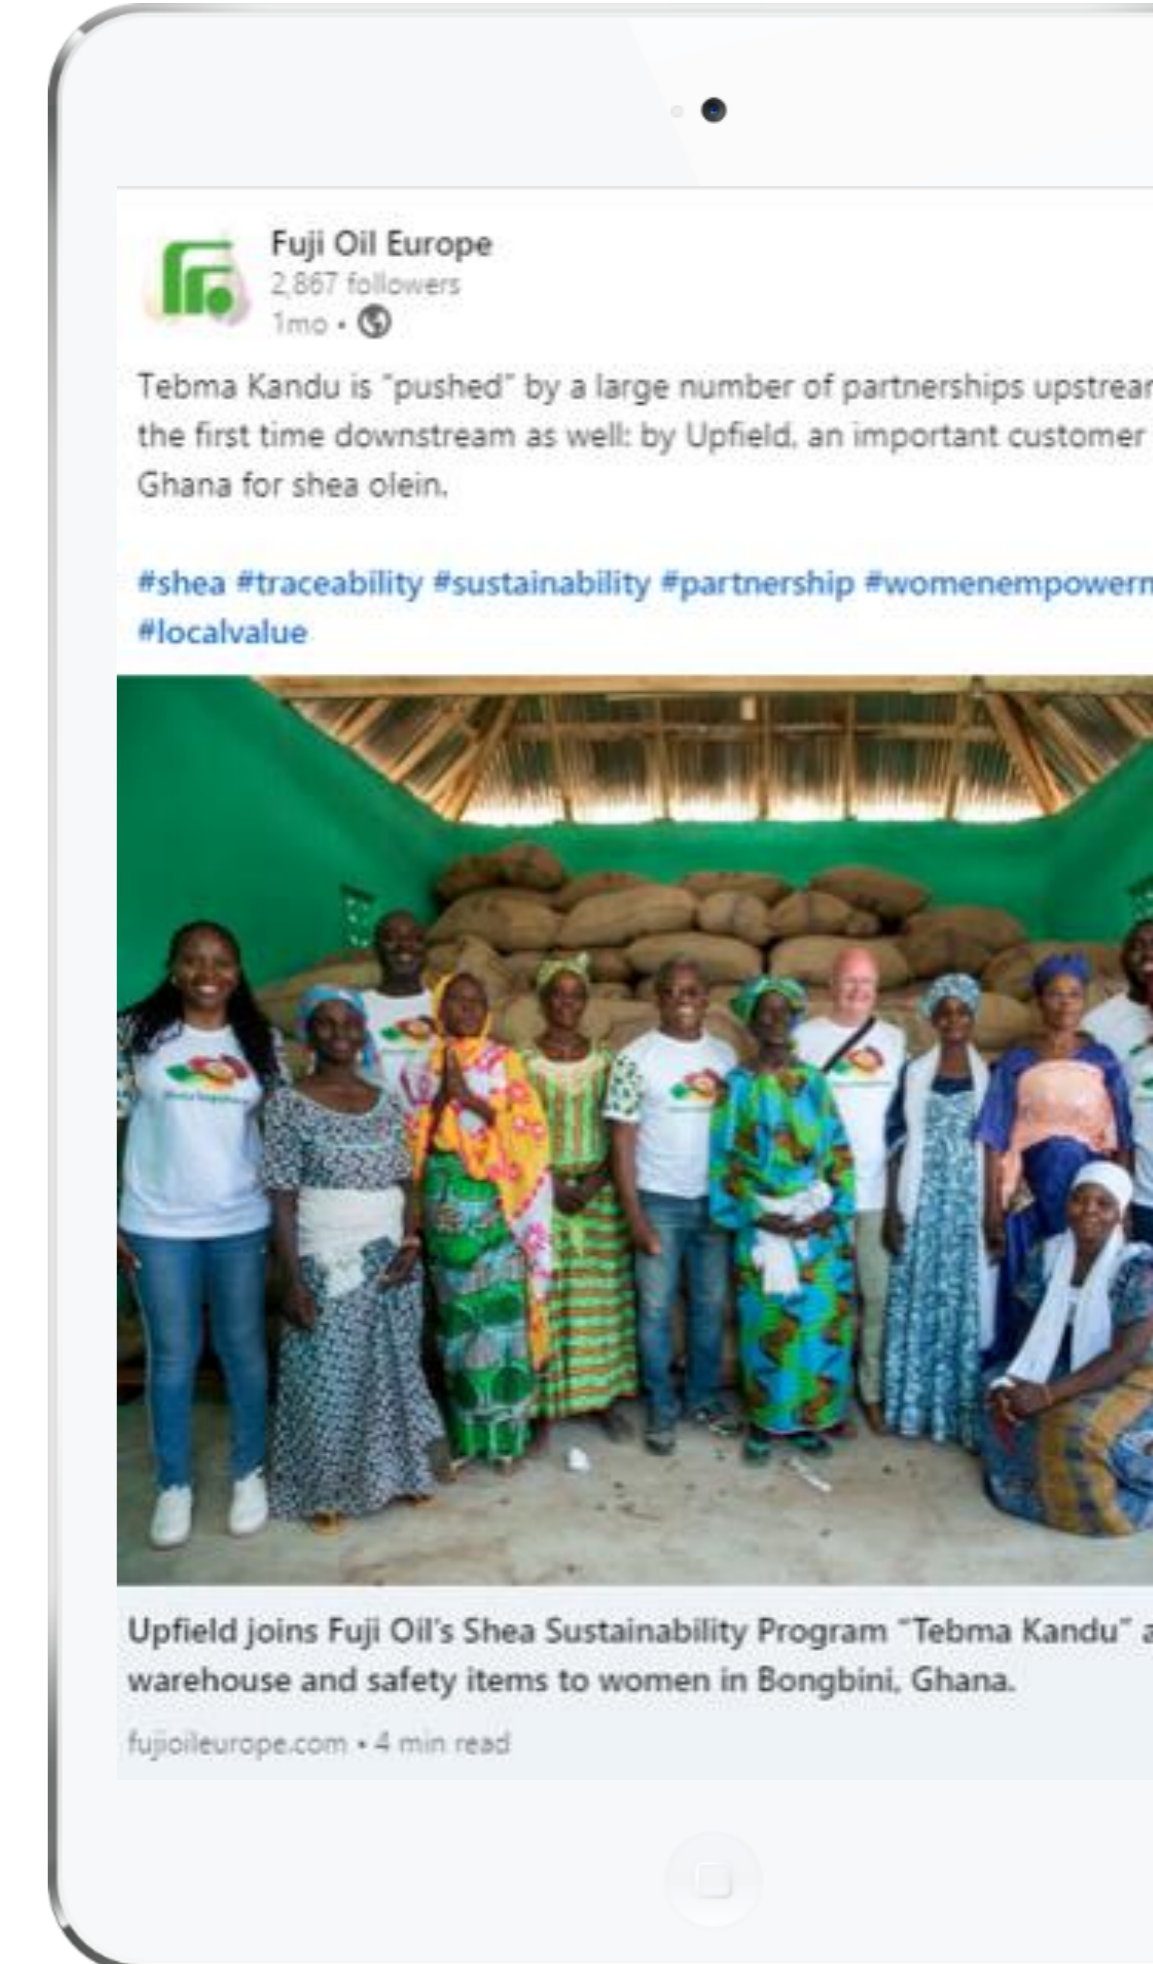 Fuji Oil Europe
2,867 followers
1mo •
Tebma Kandu is "pushed" by a large number of partnerships upstrear
the first time downstream as well: by Upfield, an important customer
Ghana for shea olein.
#shea #traceability #sustainability #partnership #womenempowern
#localvalue
Upfield joins Fuji Oil's Shea Sustainability Program "Tebma Kandu" a
warehouse and safety items to women in Bongbini, Ghana.
fujioileurope.com • 4 min read